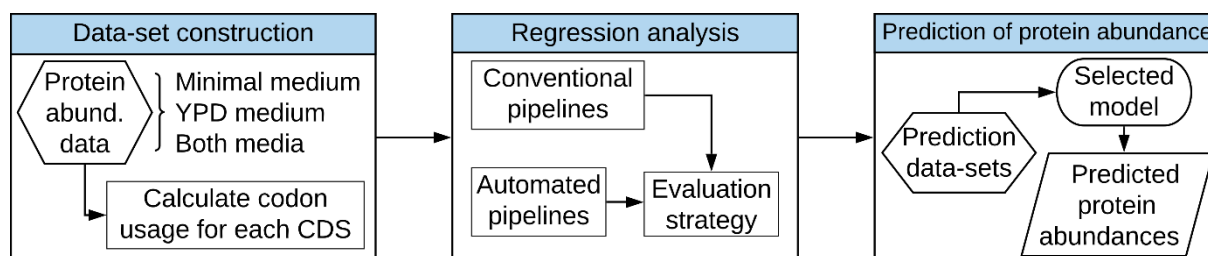 Data-set construction
Protein
abund.
data
Minimal medium
YPD medium
Both media
Calculate codon
usage for each CDS
Regression analysis
Conventional
pipelines
Automated
pipelines
Evaluation
strategy
Prediction of protein abundance
Selected
model
Prediction
data-sets
Predicted
protein
abundances